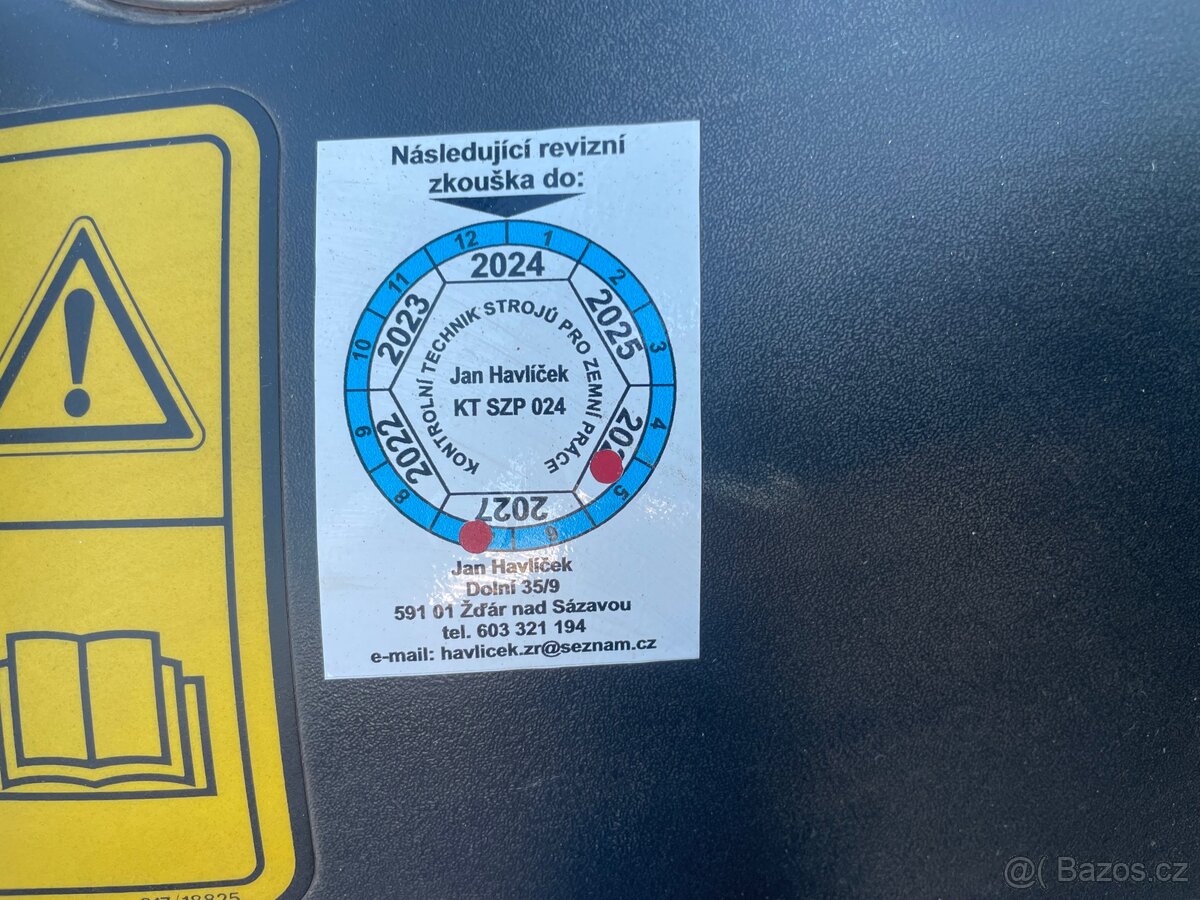 Následující revizní
zkouška do:
12
1
2
3
4
5
6
8
9
10
11
2024
2025
2027
2022
2023
KONTROLNÍ TECHNIK STROJŮ PRO ZEMNÍ PRÁCE
Jan Havlíček
KT SZP 024
Jan Havlíček
Dolní 35/9
591 01 Žďár nad Sázavou
tel. 603 321 194
e-mail: havlicek.zr@seznam.cz
817/18825
@( Bazos.cz